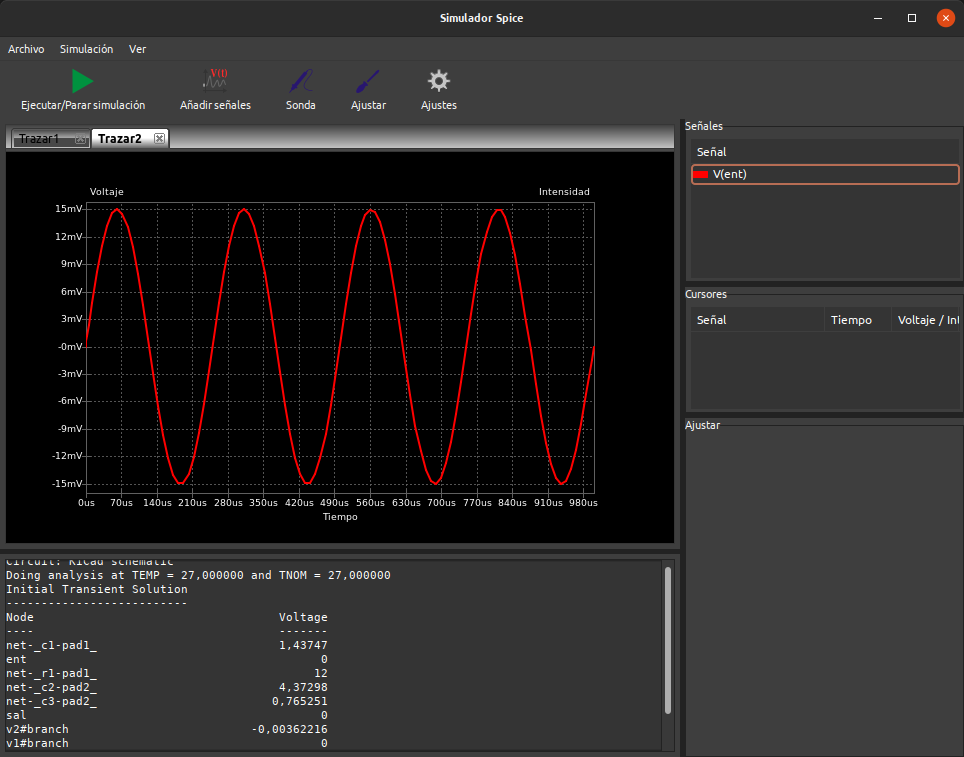 Simulador Spice
Archivo Simulación Ver
Ejecutar/Parar simulación Añadir señales Sonda Ajustar Ajustes
V(t)
Trazar1 Trazar2
Voltaje Intensidad
15mV
12mV
9mV
6mV
3mV
-0mV
-3mV
-6mV
-9mV
-12mV
-15mV
0us 70us 140us 210us 280us 350us 420us 490us 560us 630us 700us 770us 840us 910us 980us
Tiempo
Señales
Señal
V(ent)
Cursores
Señal Tiempo Voltaje / Int
Ajustar
Circuit: KiCad schematic
Doing analysis at TEMP = 27,000000 and TNOM = 27,000000
Initial Transient Solution
--------------------------
Node Voltage
---- -------
net-_c1-pad1_ 1,43747
ent 0
net-_r1-pad1_ 12
net-_c2-pad2_ 4,37298
net-_c3-pad2_ 0,765251
sal 0
v2#branch -0,00362216
v1#branch 0